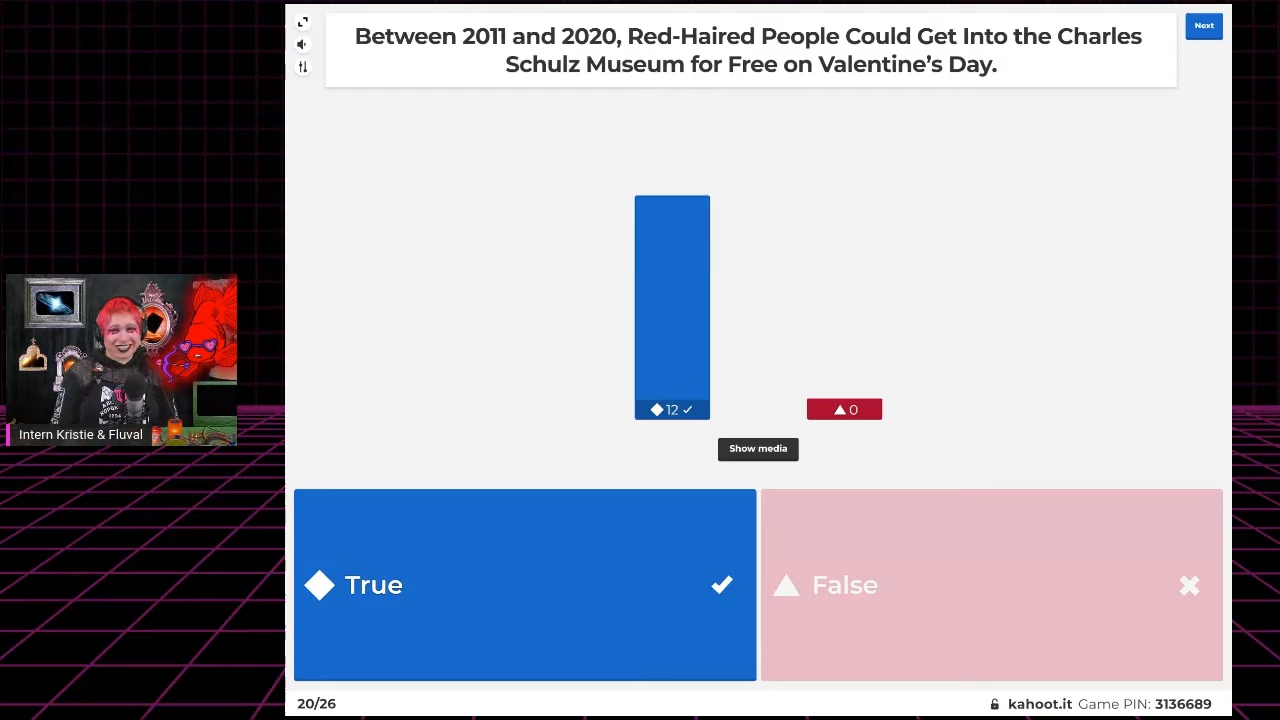 Between 2011 and 2020, Red-Haired People Could Get Into the Charles
Schulz Museum for Free on Valentine’s Day.
Next
12
0
Show media
True
False
Intern Kristie & Fluval
20/26
kahoot.it Game PIN: 3136689